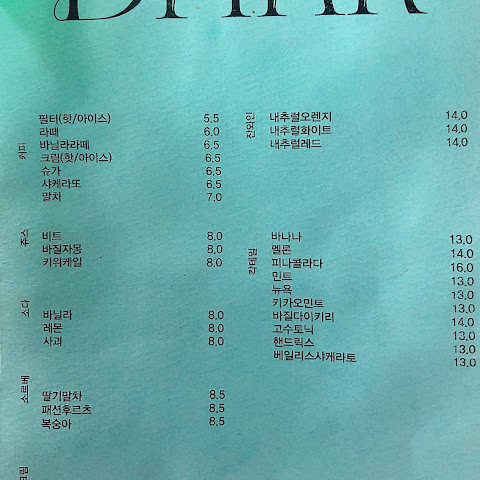 DHAK
커피
필터(핫/아이스) 5.5
라떼 6.0
바닐라라떼 6.5
크림(핫/아이스) 6.5
슈가 6.5
샤케라또 6.5
말차 7.0
쥬스
비트 8.0
바질자몽 8.0
키위케일 8.0
소다
바닐라 8.0
레몬 8.0
사과 8.0
소르베
딸기말차 8.5
패션후르츠 8.5
복숭아 8.5
잔와인
내추럴오렌지 14.0
내추럴화이트 14.0
내추럴레드 14.0
칵테일
바나나 13.0
멜론 14.0
피나콜라다 16.0
민트 13.0
뉴욕 13.0
키카오민트 13.0
바질다이키리 14.0
고수토닉 13.0
핸드릭스 13.0
베일리스샤케라토 13.0